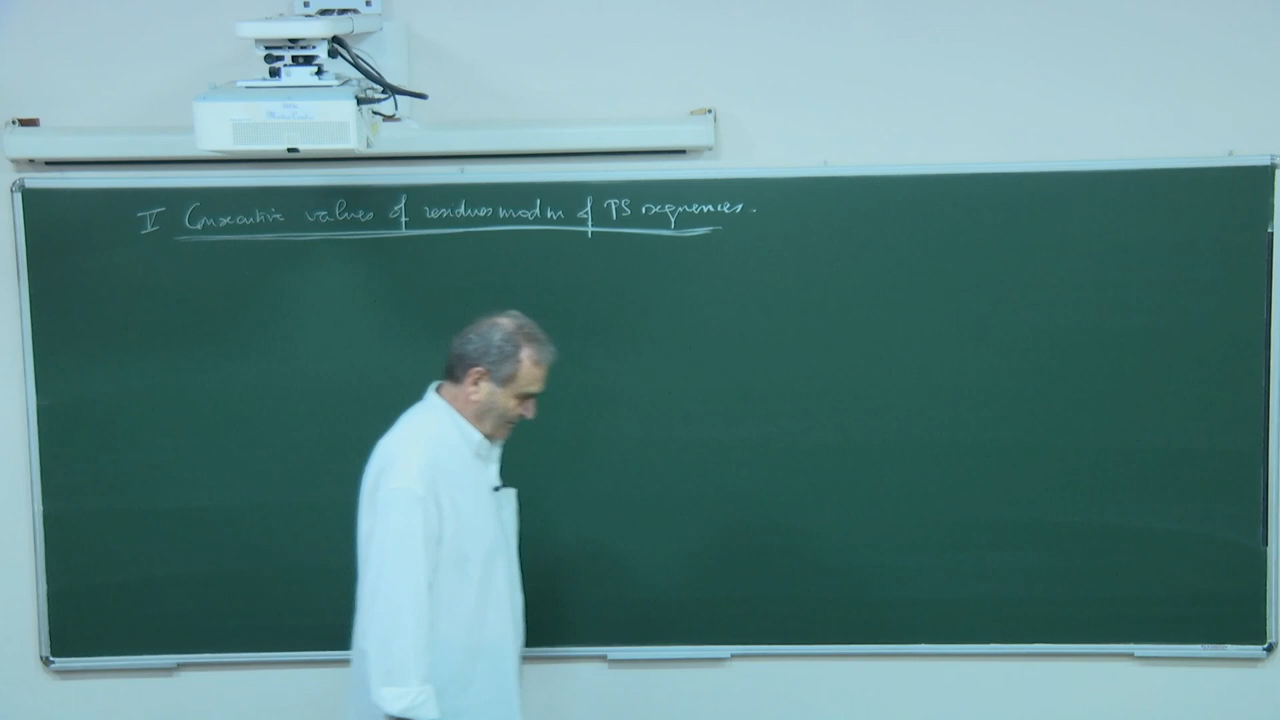 V Consecutive values of residues mod m of PS sequences.